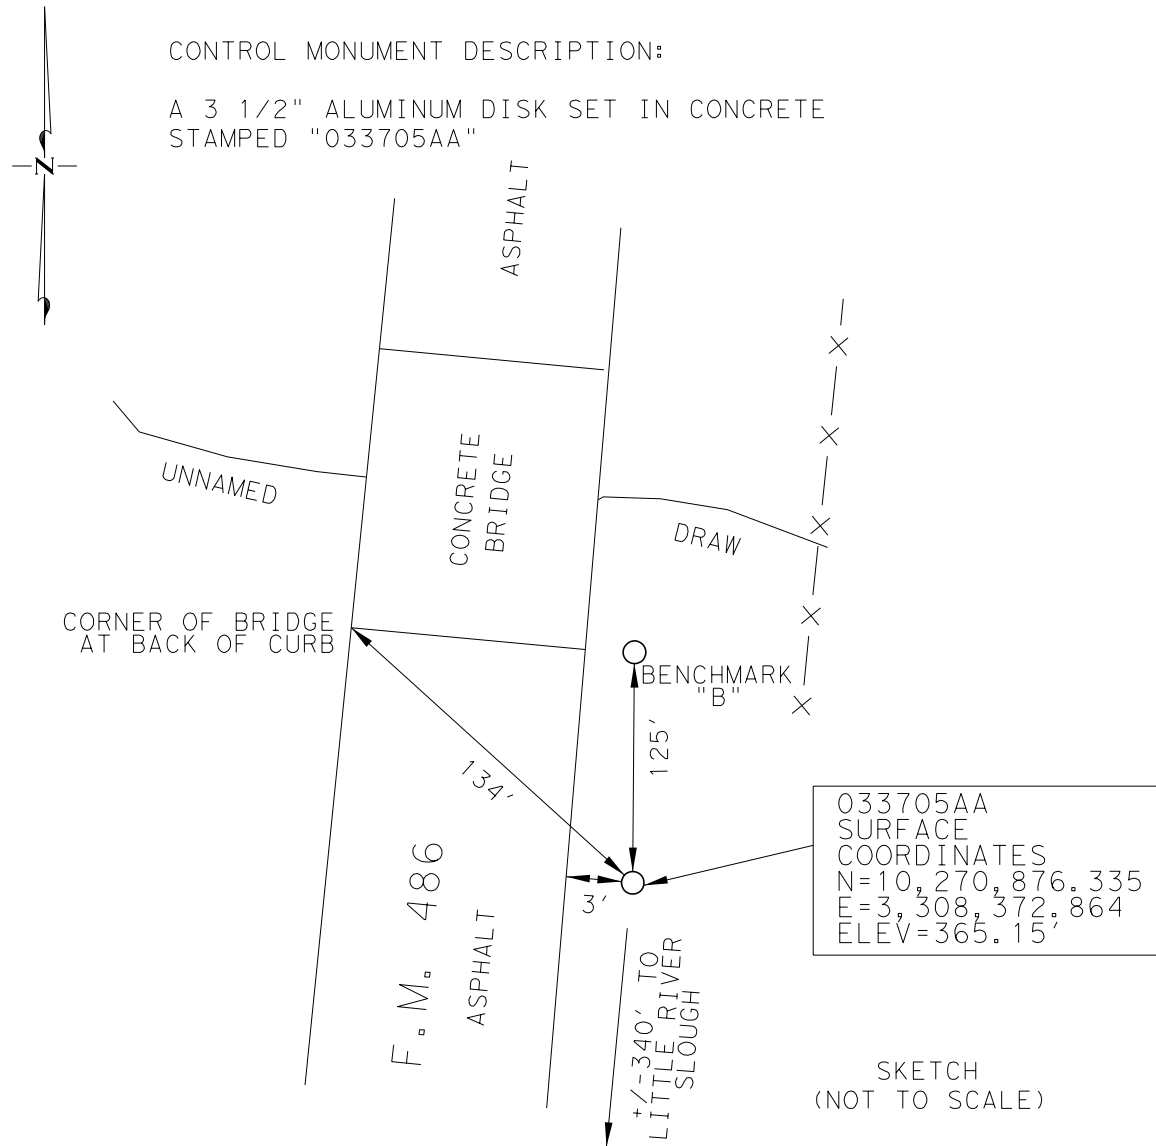 CONTROL MONUMENT DESCRIPTION:
A 3 1/2" ALUMINUM DISK SET IN CONCRETE
STAMPED "033705AA"
N
ASPHALT
UNNAMED
CONCRETE
BRIDGE
DRAW
CORNER OF BRIDGE
AT BACK OF CURB
BENCHMARK
"B"
125'
134'
033705AA
SURFACE
COORDINATES
N=10,270,876.335
E=3,308,372.864
ELEV=365.15'
3'
F.M. 486
ASPHALT
+/-340' TO
LITTLE RIVER
SLOUGH
SKETCH
(NOT TO SCALE)